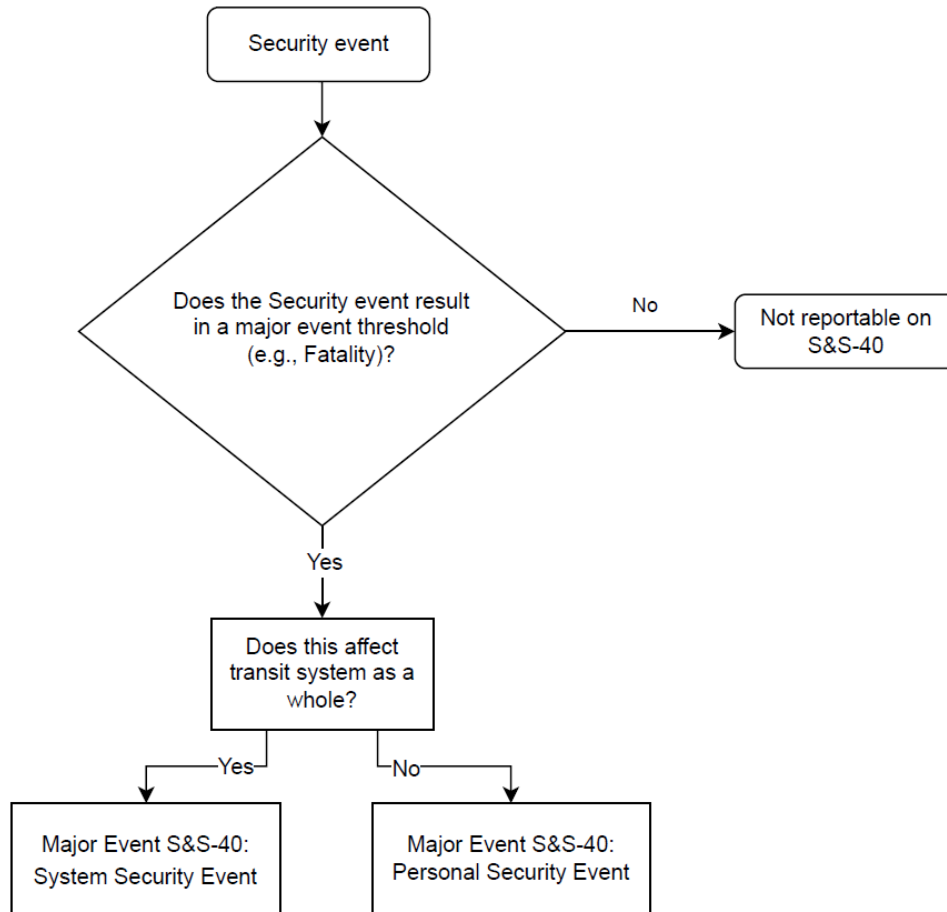 Security event
Does the Security event result
in a major event threshold
(e.g., Fatality)?
No
Not reportable on
S&S-40
Yes
Does this affect
transit system as a
whole?
Yes
No
Major Event S&S-40:
System Security Event
Major Event S&S-40:
Personal Security Event